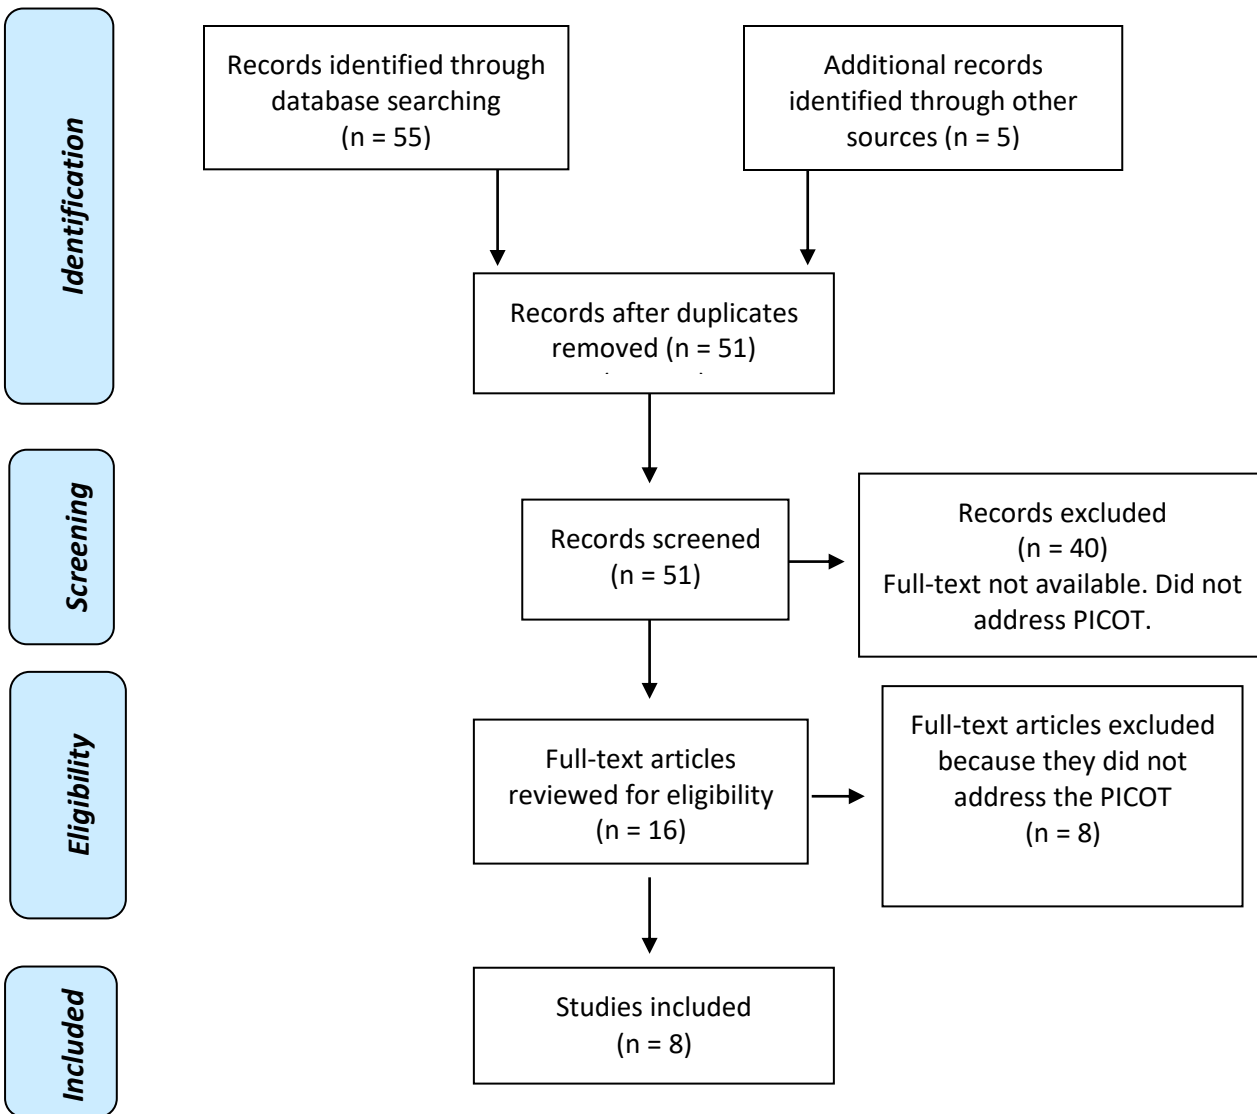 Identification
Records identified through
database searching
(n = 55)
Additional records
identified through other
sources (n = 5)
Records after duplicates
removed (n = 51)
Screening
Records screened
(n = 51)
Records excluded
(n = 40)
Full-text not available. Did not
address PICOT.
Eligibility
Full-text articles
reviewed for eligibility
(n = 16)
Full-text articles excluded
because they did not
address the PICOT
(n = 8)
Included
Studies included
(n = 8)